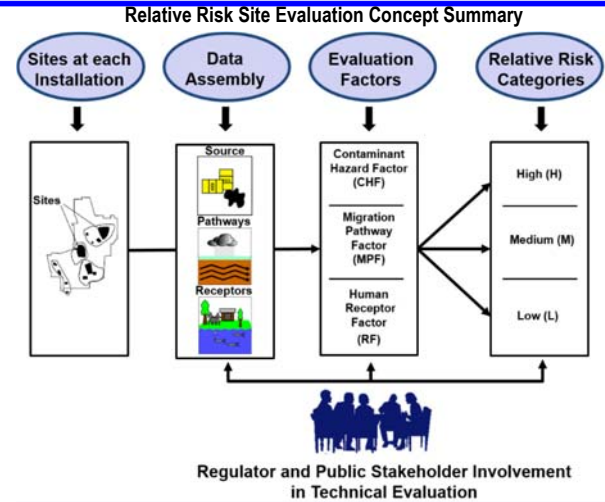 Relative Risk Site Evaluation Concept Summary
Sites at each
Installation
Data
Assembly
Evaluation
Factors
Relative Risk
Categories
Sites
Source
Pathways
Receptors
Contaminant
Hazard Factor
(CHF)
Migration
Pathway
Factor
(MPF)
Human
Receptor
Factor
(RF)
High (H)
Medium (M)
Low (L)
Regulator and Public Stakeholder Involvement
in Technical Evaluation